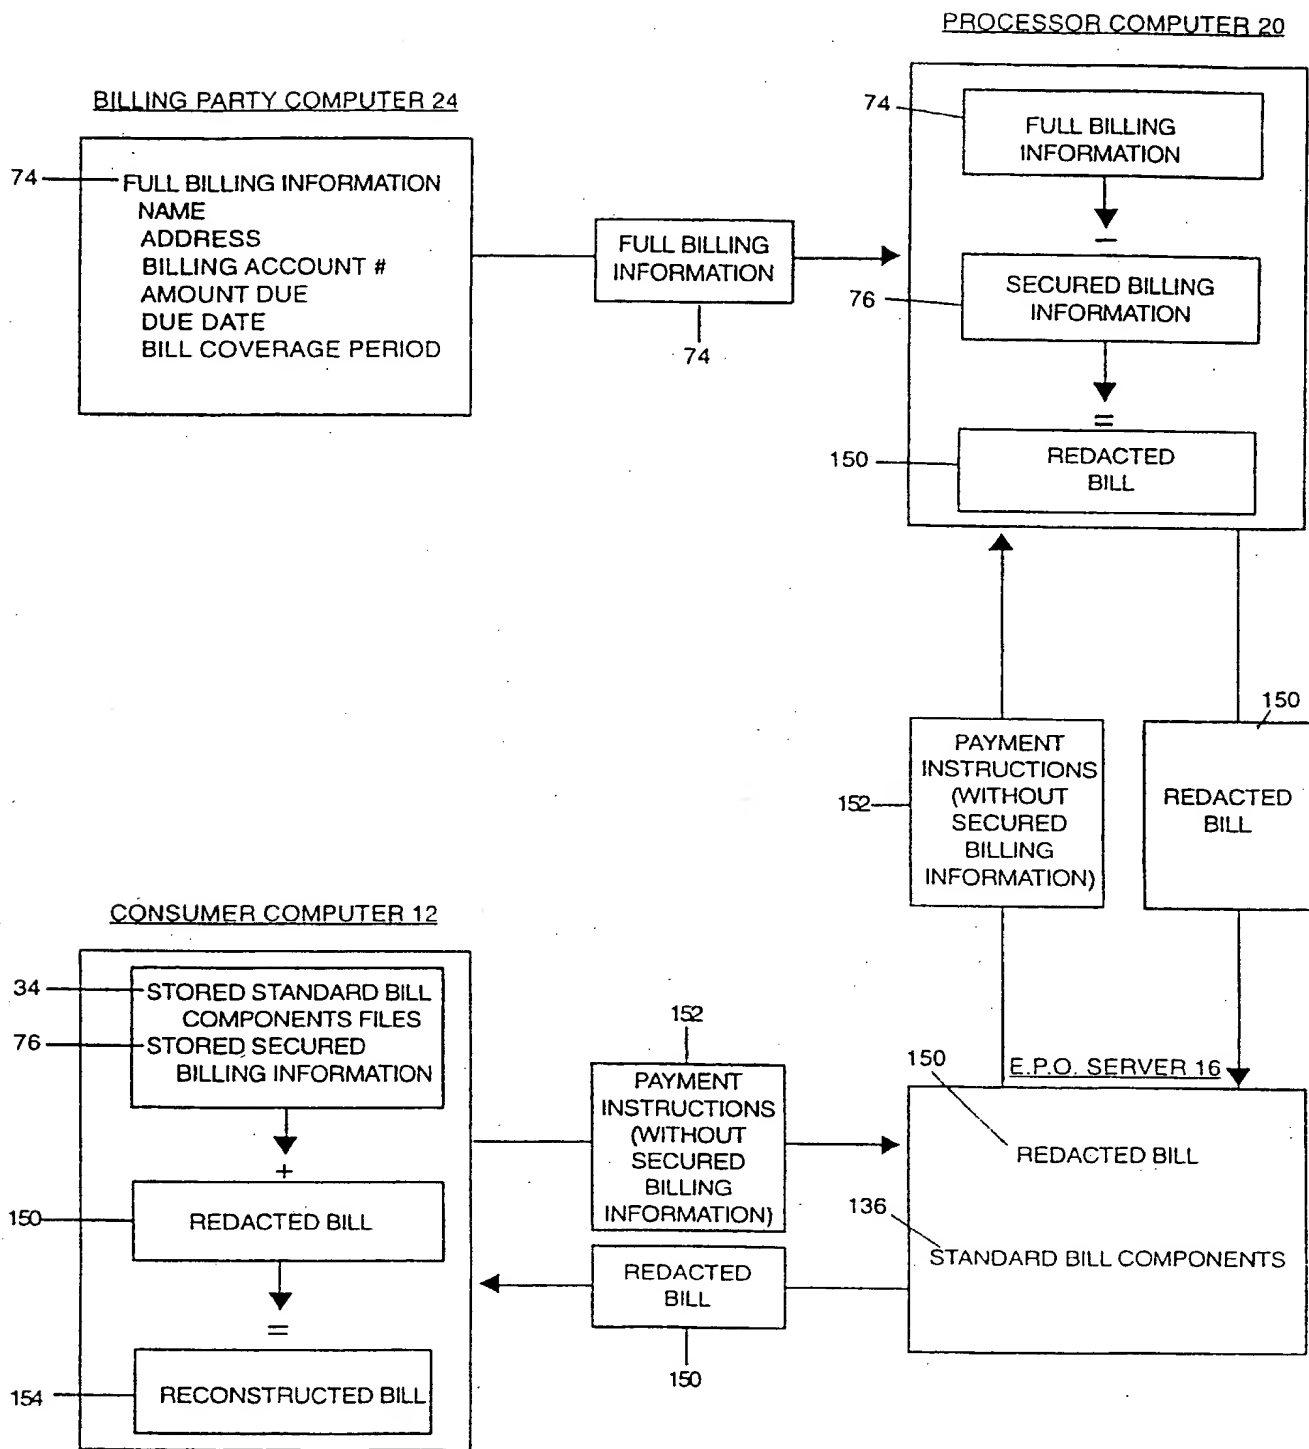 PROCESSOR COMPUTER 20
BILLING PARTY COMPUTER 24
74
FULL BILLING INFORMATION
NAME
ADDRESS
BILLING ACCOUNT #
AMOUNT DUE
DUE DATE
BILL COVERAGE PERIOD
FULL BILLING
INFORMATION
74
74
FULL BILLING
INFORMATION
–
76
SECURED BILLING
INFORMATION
=
150
REDACTED
BILL
152
PAYMENT
INSTRUCTIONS
(WITHOUT
SECURED
BILLING
INFORMATION)
150
REDACTED
BILL
CONSUMER COMPUTER 12
34
STORED STANDARD BILL
COMPONENTS FILES
76
STORED SECURED
BILLING INFORMATION
+
150
REDACTED BILL
=
154
RECONSTRUCTED BILL
152
PAYMENT
INSTRUCTIONS
(WITHOUT
SECURED
BILLING
INFORMATION)
REDACTED
BILL
150
E.P.O. SERVER 16
150
REDACTED BILL
136
STANDARD BILL COMPONENTS